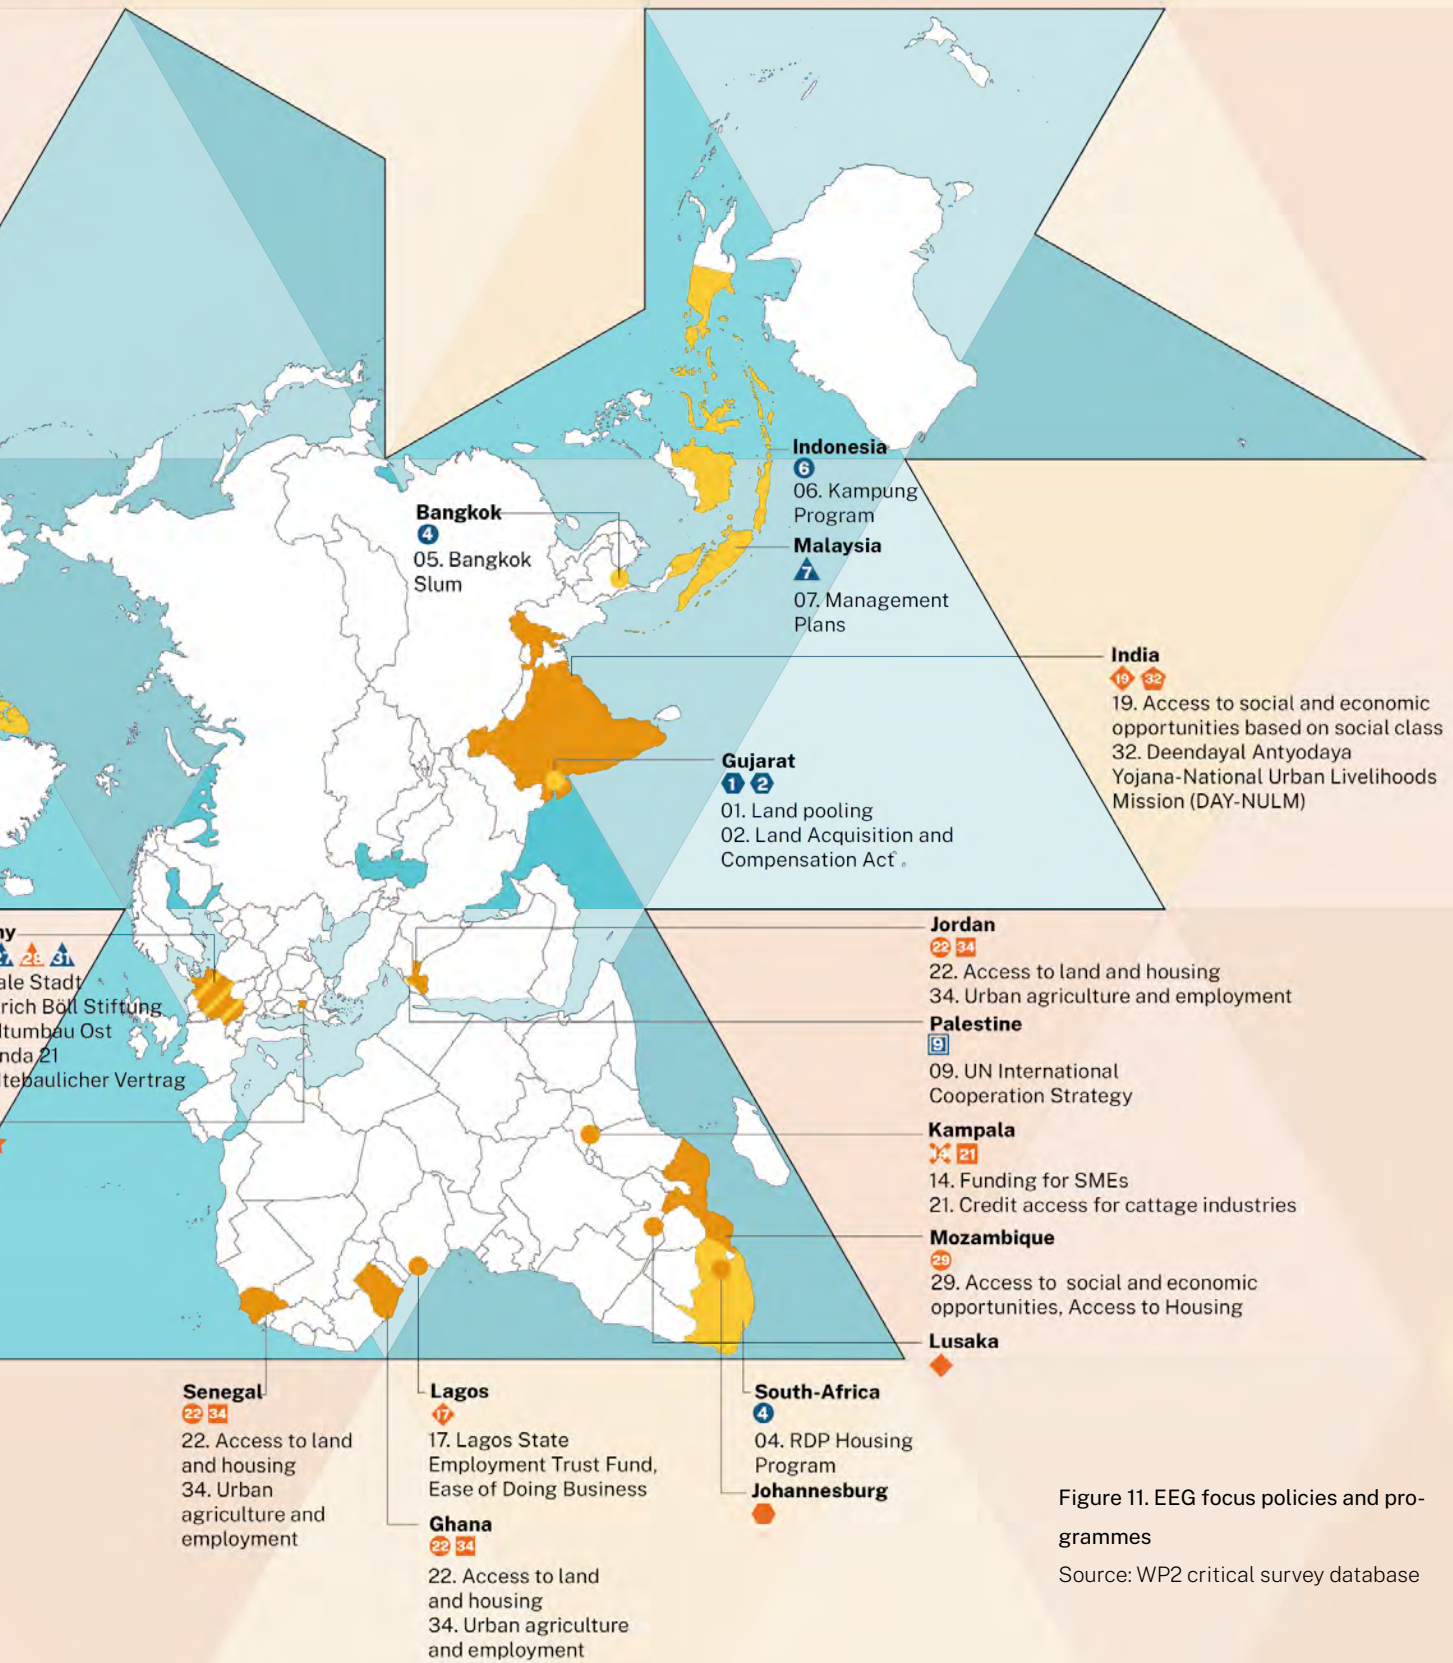 Indonesia
6
06. Kampung
Program
Bangkok
4
05. Bangkok
Slum
Malaysia
7
07. Management
Plans
India
19 32
19. Access to social and economic
opportunities based on social class
32. Deendayal Antyodaya
Yojana-National Urban Livelihoods
Mission (DAY-NULM)
Gujarat
1 2
01. Land pooling
02. Land Acquisition and
Compensation Act
ny
27 28 31
ale Stadt
rich Böll Stiftung
dtumbau Ost
nda 21
dtebaulicher Vertrag
Jordan
22 34
22. Access to land and housing
34. Urban agriculture and employment
Palestine
9
09. UN International
Cooperation Strategy
Kampala
14 21
14. Funding for SMEs
21. Credit access for cattage industries
Mozambique
29
29. Access to social and economic
opportunities, Access to Housing
Lusaka
Senegal
22 34
22. Access to land
and housing
34. Urban
agriculture and
employment
Lagos
17
17. Lagos State
Employment Trust Fund,
Ease of Doing Business
Ghana
22 34
22. Access to land
and housing
34. Urban agriculture
and employment
South-Africa
4
04. RDP Housing
Program
Johannesburg
Figure 11. EEG focus policies and pro-
grammes
Source: WP2 critical survey database